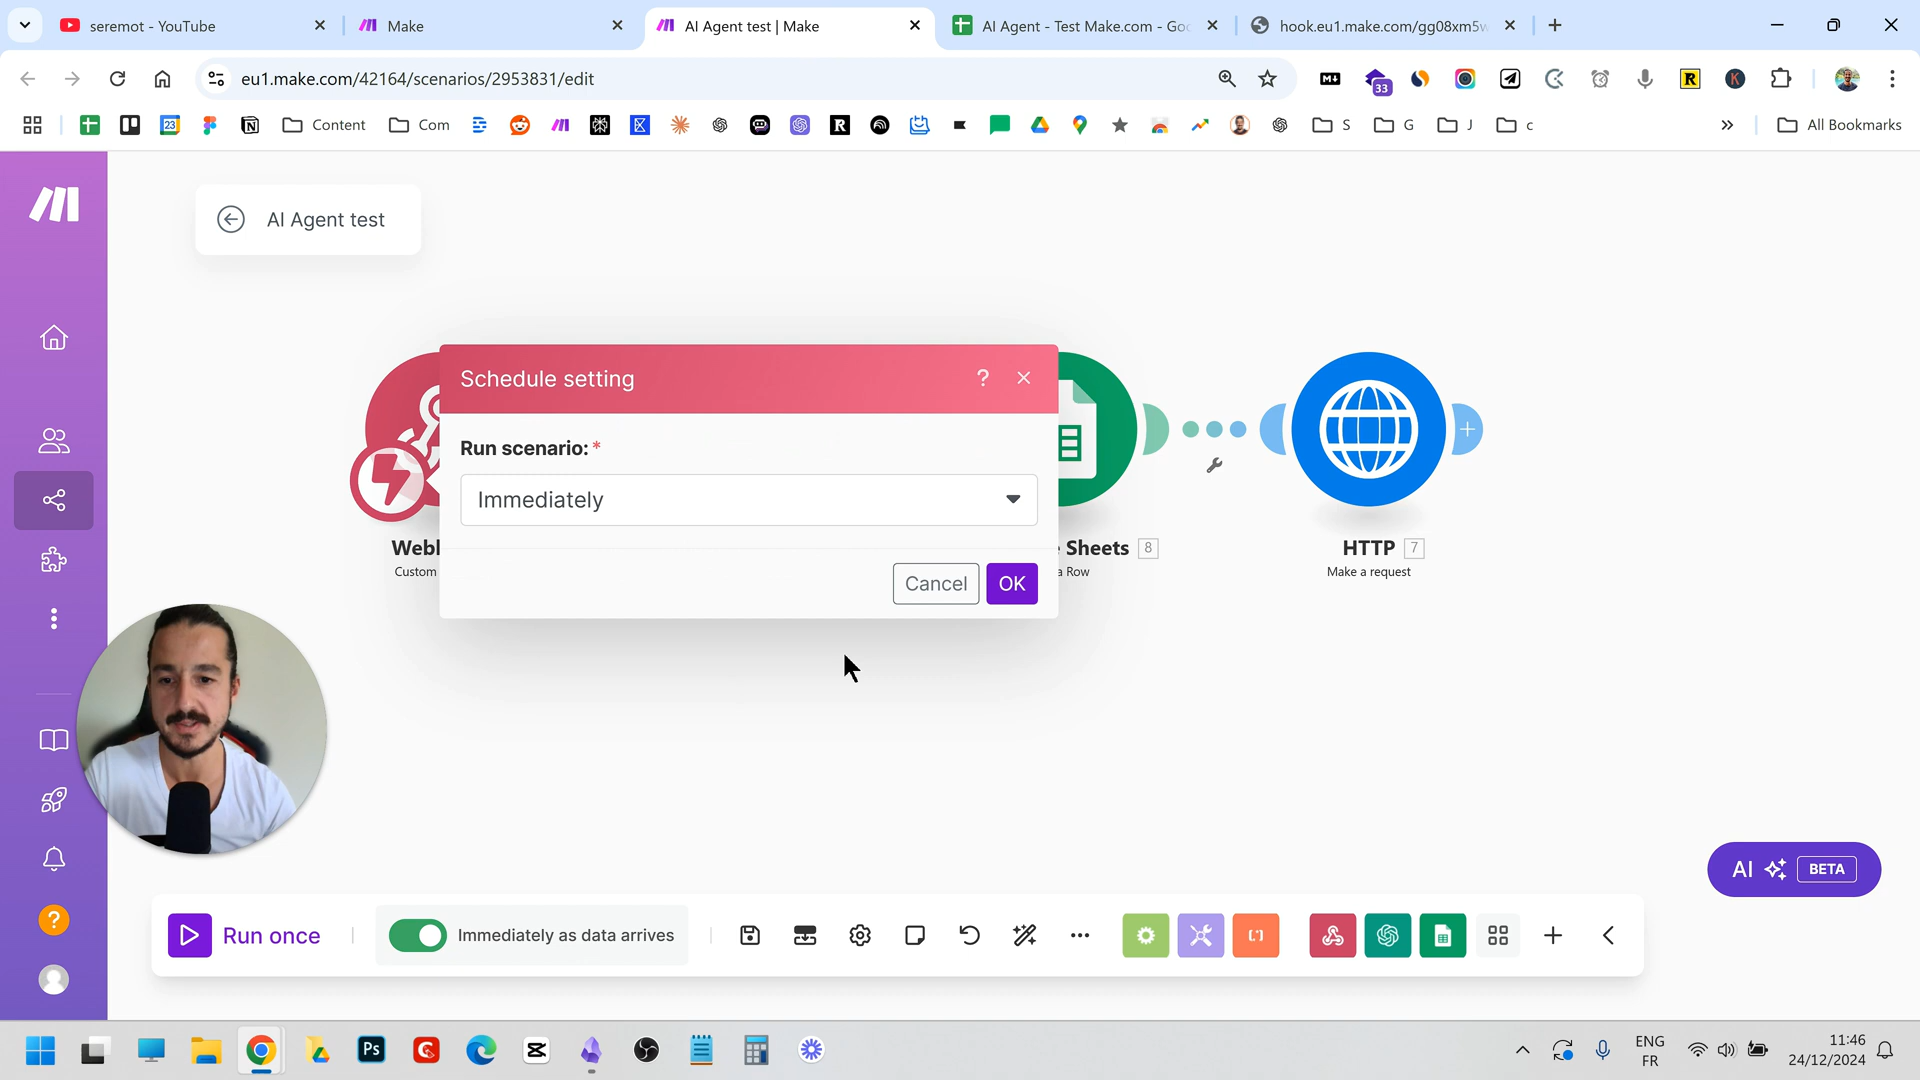 seremot - YouTube
Make
AI Agent test | Make
AI Agent - Test Make.com - Goo
hook.eu1.make.com/gg08xm5w
eu1.make.com/42164/scenarios/2953831/edit
33
23
Content
Com
S
G
J
c
All Bookmarks
AI Agent test
Schedule setting
?
Run scenario: *
Immediately
Cancel
OK
Custom
Sheets 8
a Row
HTTP 7
Make a request
AI BETA
?
Run once
Immediately as data arrives
Ps
ENG
FR
11:46
24/12/2024